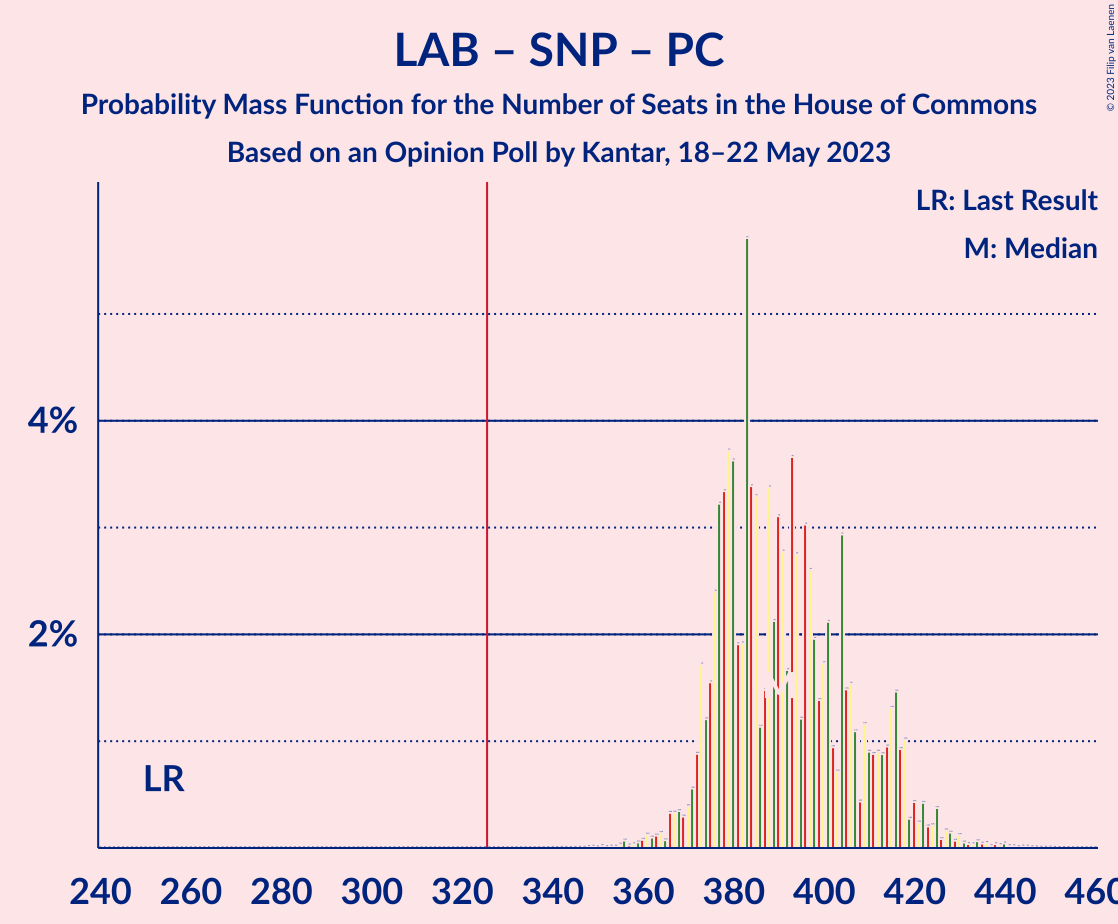 LAB – SNP – PC
Probability Mass Function for the Number of Seats in the House of Commons
Based on an Opinion Poll by Kantar, 18–22 May 2023
© 2023 Filip van Laenen
LR: Last Result
M: Median
4%
2%
LR
240 260 280 300 320 340 360 380 400 420 440 460